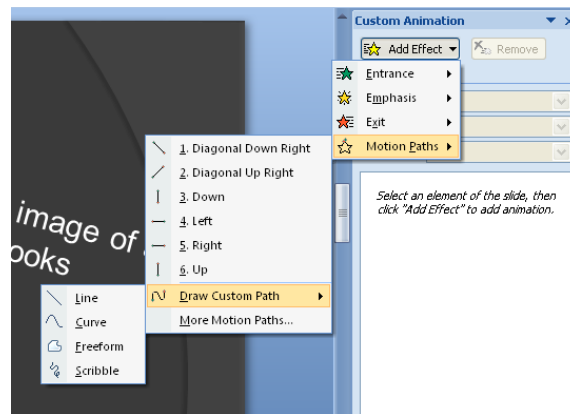 Custom Animation
Add Effect
Remove
Entrance
Emphasis
Exit
Motion Paths
1. Diagonal Down Right
2. Diagonal Up Right
3. Down
4. Left
5. Right
6. Up
Draw Custom Path
More Motion Paths...
Line
Curve
Freeform
Scribble
image of
ooks
Select an element of the slide, then
click "Add Effect" to add animation.